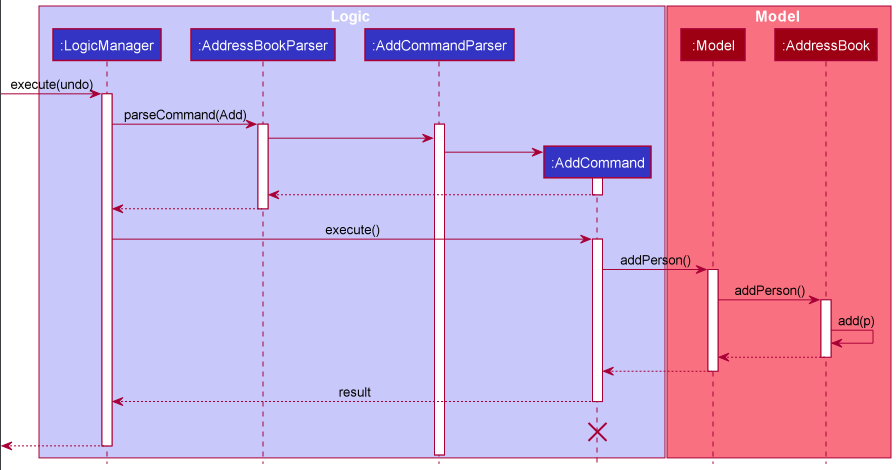 Logic
Model
:LogicManager
:AddressBookParser
:AddCommandParser
:Model
:AddressBook
execute(undo)
parseCommand(Add)
:AddCommand
execute()
addPerson()
addPerson()
add(p)
result